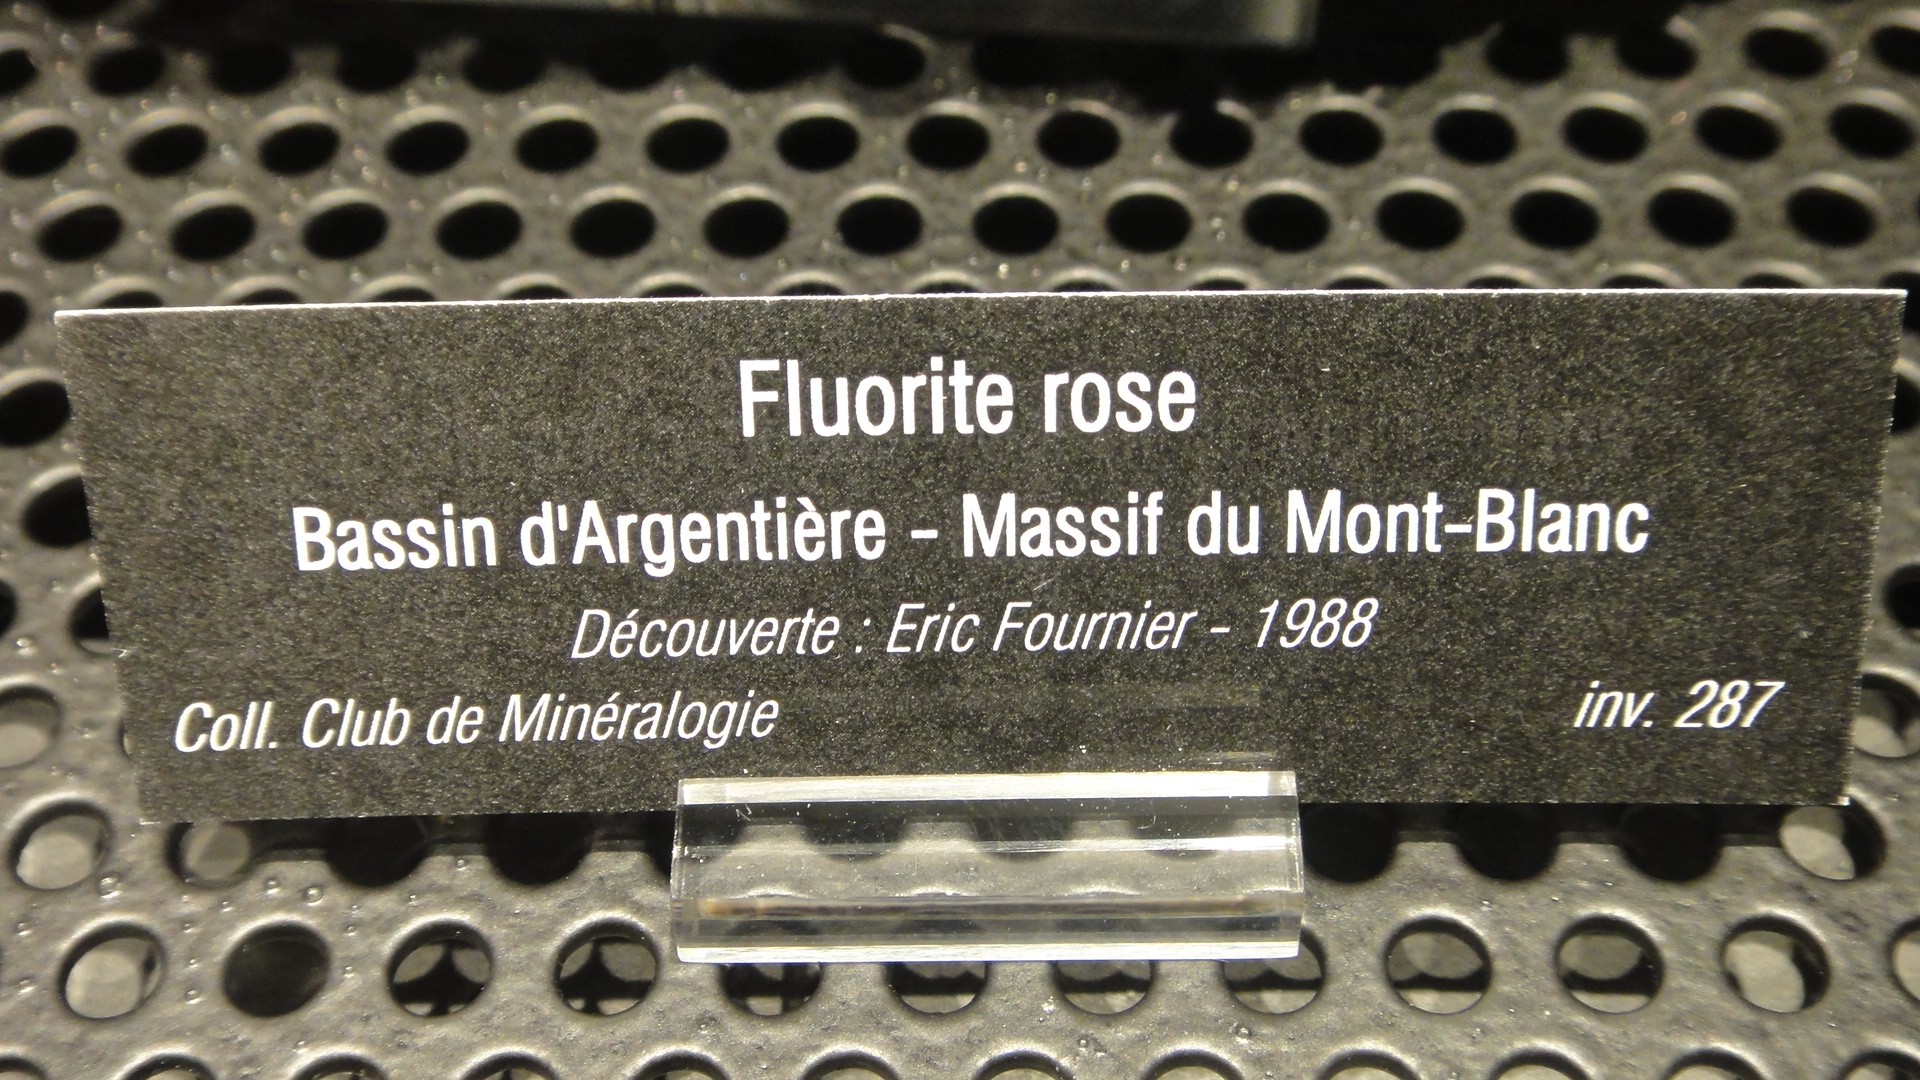 Fluorite rose
Bassin d'Argentière - Massif du Mont-Blanc
Découverte : Eric Fournier - 1988
Coll. Club de Minéralogie inv. 287